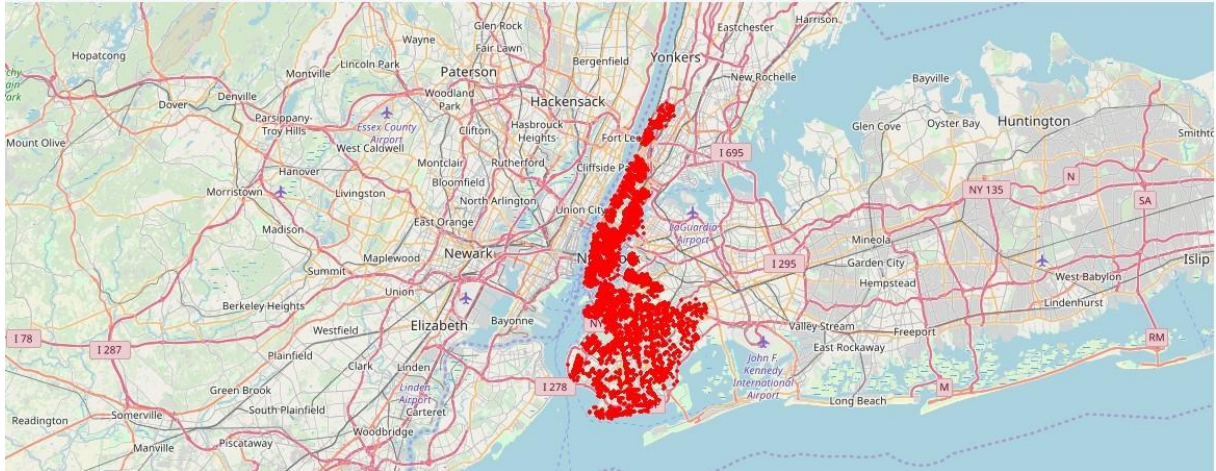 Glen Rock
Eastchester
Harrison
Hopatcong
Wayne
Fair Lawn
Bergenfield
Yonkers
Lincoln Park
Montville
Paterson
New Rochelle
Bayville
Denville
Woodland
Park
Hackensack
Dover
Parsippany-
Troy Hills
Essex County
Airport
Clifton
Hasbrouck
Heights
Glen Cove
Oyster Bay
Huntington
Smithto
Mount Olive
West Caldwell
Fort Le
I 695
Hanover
Montclair
Rutherford
Cliffside Pa
N
Morristown
Livingston
Bloomfield
North Arlington
NY 135
SA
East Orange
Union City
LaGuardia
Airport
Madison
Mineola
Maplewood
Newark
N
Garden City
Islip
Summit
I 295
Hempstead
West Babylon
Union
Berkeley Heights
Lindenhurst
Elizabeth
Bayonne
NY
Valley Stream
Freeport
I 78
I 287
Westfield
East Rockaway
RM
Plainfield
Clark
Linden
John F.
Kennedy
International
Airport
Green Brook
Linden
Airport
I 278
M
Long Beach
Readington
Somerville
South Plainfield
Carteret
Woodbridge
Manville
Piscataway